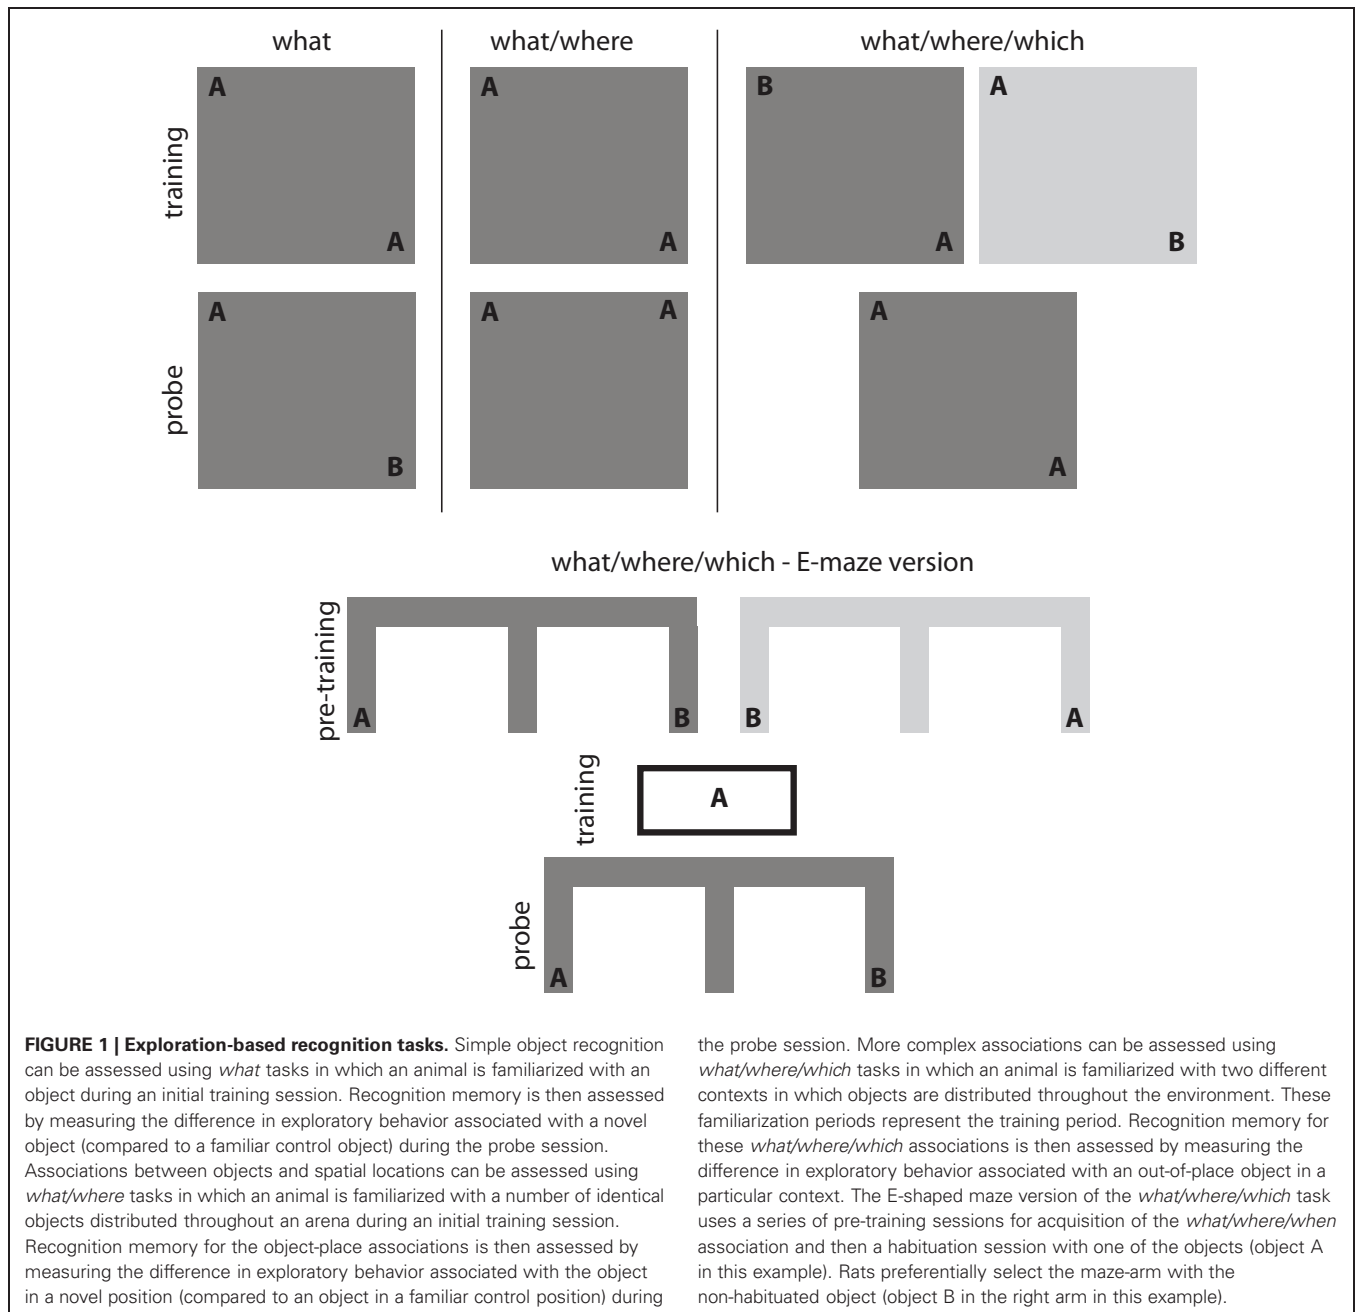 what
what/where
what/where/which
training
A
A
A
A
B
A
A
B
probe
A
B
A
A
A
A
what/where/which - E-maze version
pre-training
A
B
B
A
training
A
probe
A
B
FIGURE 1 | Exploration-based recognition tasks. Simple object recognition
can be assessed using what tasks in which an animal is familiarized with an
object during an initial training session. Recognition memory is then assessed
by measuring the difference in exploratory behavior associated with a novel
object (compared to a familiar control object) during the probe session.
Associations between objects and spatial locations can be assessed using
what/where tasks in which an animal is familiarized with a number of identical
objects distributed throughout an arena during an initial training session.
Recognition memory for the object-place associations is then assessed by
measuring the difference in exploratory behavior associated with the object
in a novel position (compared to an object in a familiar control position) during
the probe session. More complex associations can be assessed using
what/where/which tasks in which an animal is familiarized with two different
contexts in which objects are distributed throughout the environment. These
familiarization periods represent the training period. Recognition memory for
these what/where/which associations is then assessed by measuring the
difference in exploratory behavior associated with an out-of-place object in a
particular context. The E-shaped maze version of the what/where/which task
uses a series of pre-training sessions for acquisition of the what/where/when
association and then a habituation session with one of the objects (object A
in this example). Rats preferentially select the maze-arm with the
non-habituated object (object B in the right arm in this example).